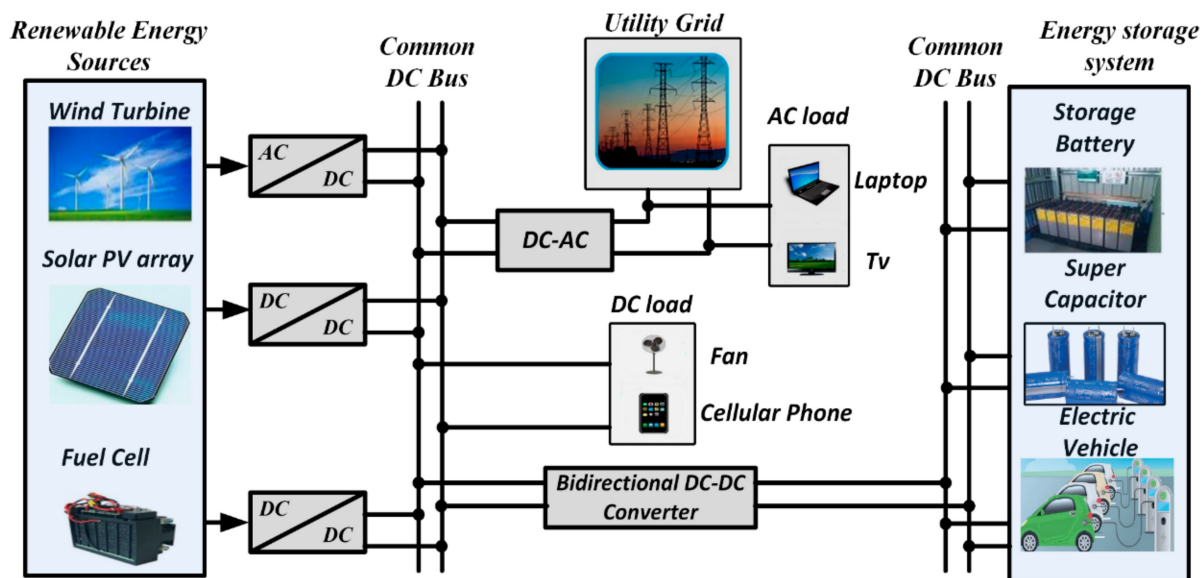 Renewable Energy
Sources
Wind Turbine
Solar PV array
Fuel Cell
AC
DC
DC
DC
DC
DC
Common
DC Bus
Utility Grid
DC-AC
AC load
Laptop
Tv
DC load
Fan
Cellular Phone
Bidirectional DC-DC
Converter
Common
DC Bus
Energy storage
system
Storage
Battery
Super
Capacitor
Electric
Vehicle